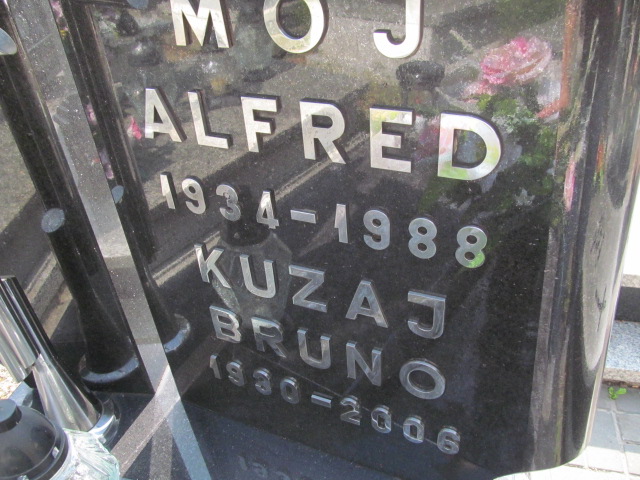 MOJ
ALFRED
1934-1988
KUZAJ
BRUNO
1930-2006